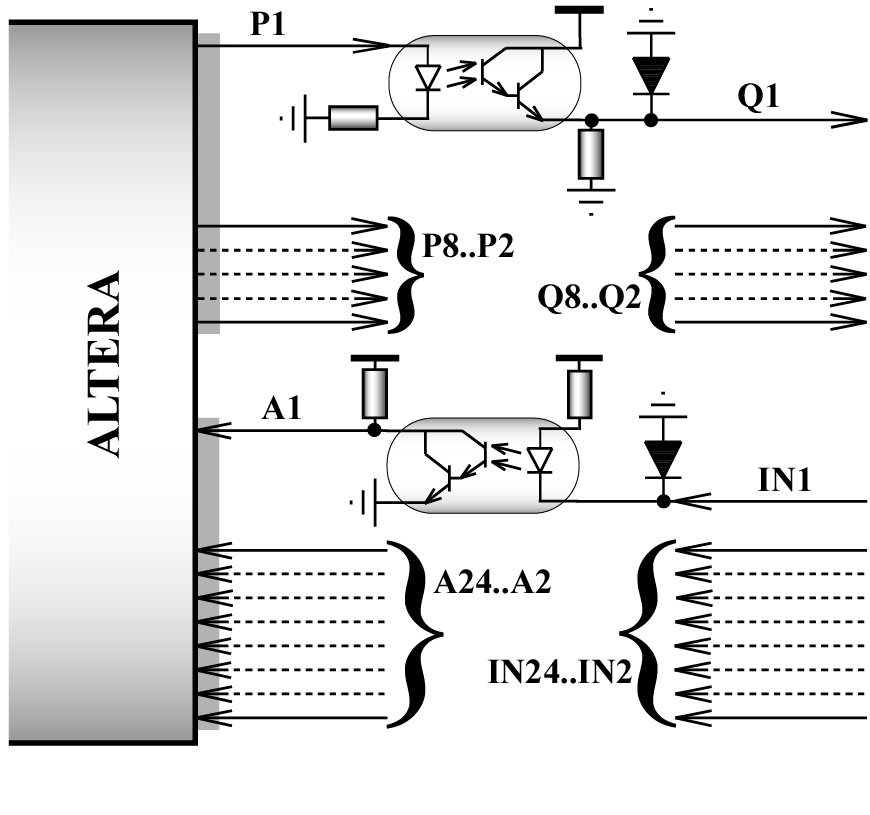 P1
Q1
P8..P2
Q8..Q2
ALTERA
A1
IN1
A24..A2
IN24..IN2